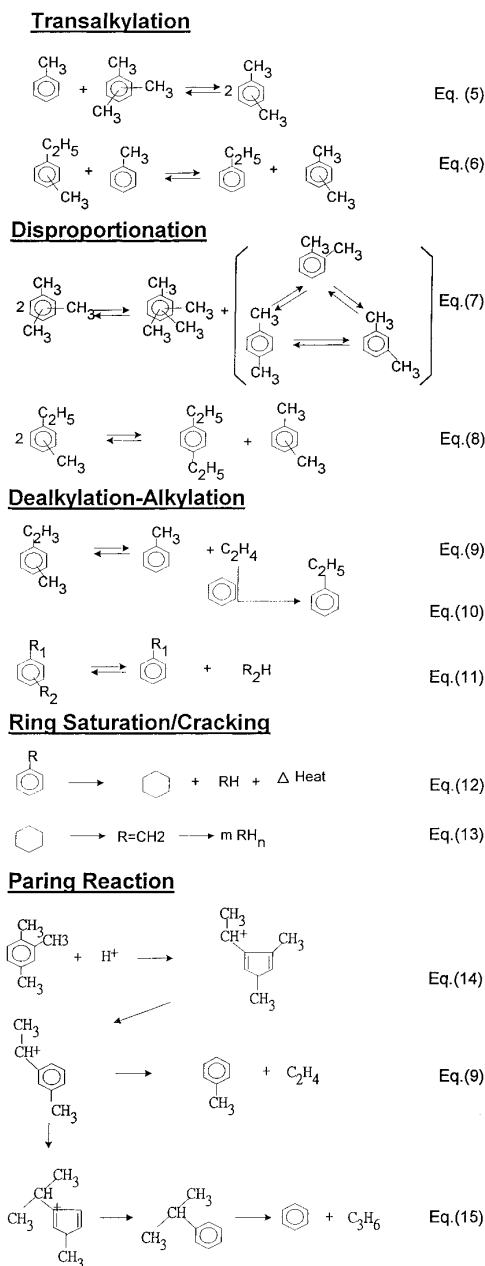 Transalkylation
CH3 + CH3 CH3 CH3 2 CH3 CH3 Eq. (5)
C2H5 CH3 + CH3 C2H5 + CH3 CH3 Eq(6)
Disproportionation
2 CH3 CH3 CH3 CH3 CH3 CH3 CH3 + CH3 CH3 CH3 CH3 CH3 CH3 Eq(7)
2 C2H5 CH3 C2H5 C2H5 + CH3 CH3 Eq(8)
Dealkylation-Alkylation
C2H3 CH3 CH3 + C2H4 Eq(9)
C2H5 Eq(10)
R1 R2 R1 + R2H Eq(11)
Ring Saturation/Cracking
R + RH + Δ Heat Eq(12)
R=CH2 m RHn Eq(13)
Paring Reaction
CH3 CH3 CH3 + H+ CH3 CH+ CH3 CH3 Eq.(14)
CH3 CH+ CH3 CH3 + C2H4 Eq.(9)
CH3 CH CH3 + CH3 CH3 CH CH3 + C3H6 Eq.(15)